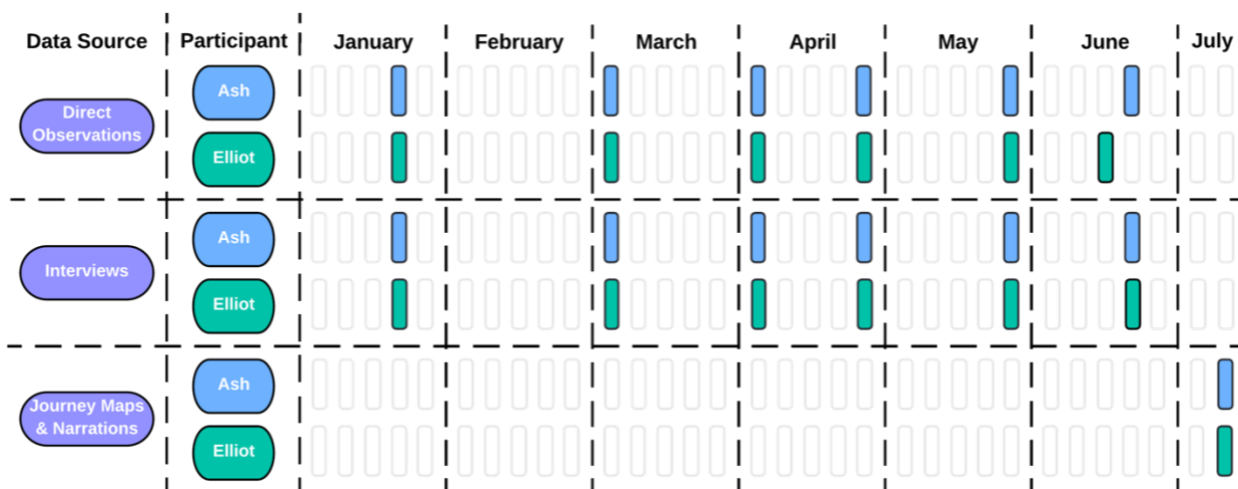 Data Source Participant January February March April May June July
Ash
Direct
Observations
Elliot
Ash
Interviews
Elliot
Ash
Journey Maps
& Narrations
Elliot